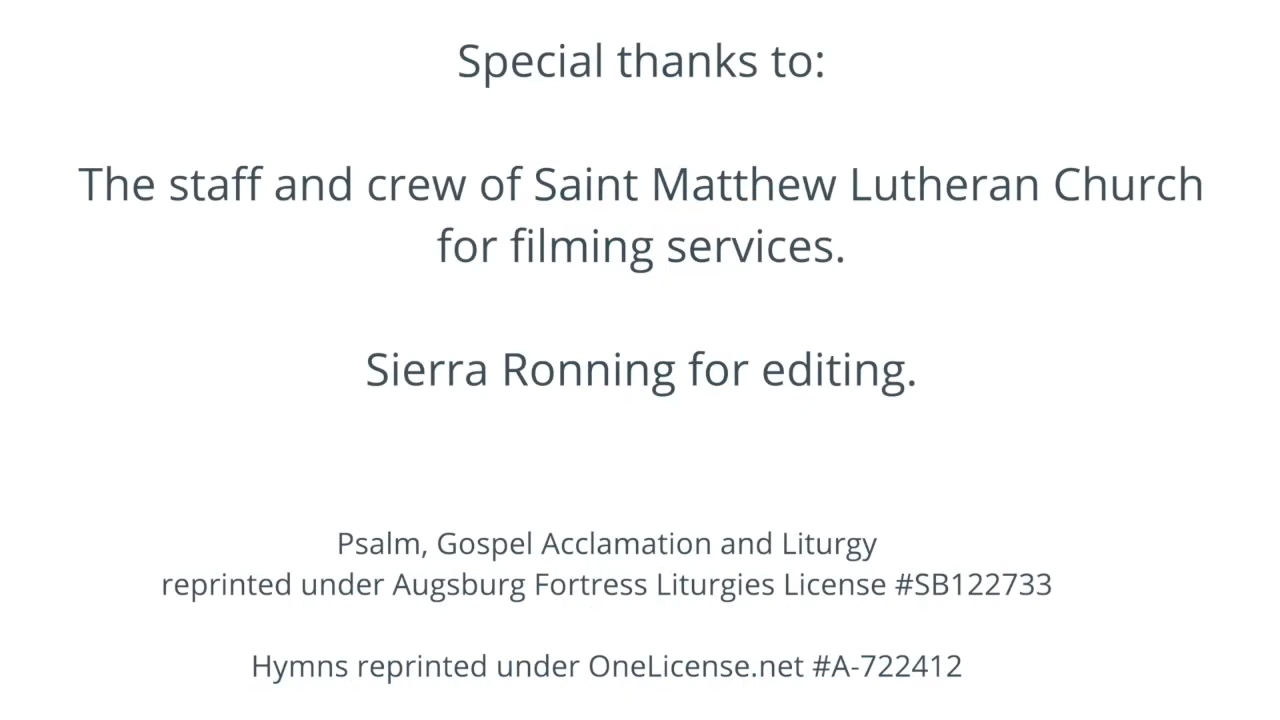 Special thanks to:
The staff and crew of Saint Matthew Lutheran Church
for filming services.
Sierra Ronning for editing.
Psalm, Gospel Acclamation and Liturgy
reprinted under Augsburg Fortress Liturgies License #SB122733
Hymns reprinted under OneLicense.net #A-722412